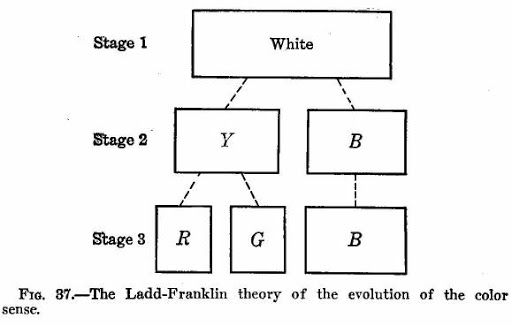 Stage 1
White
Stage 2
Y
B
Stage 3
R
G
B
FIG. 37.—The Ladd-Franklin theory of the evolution of the color
sense.